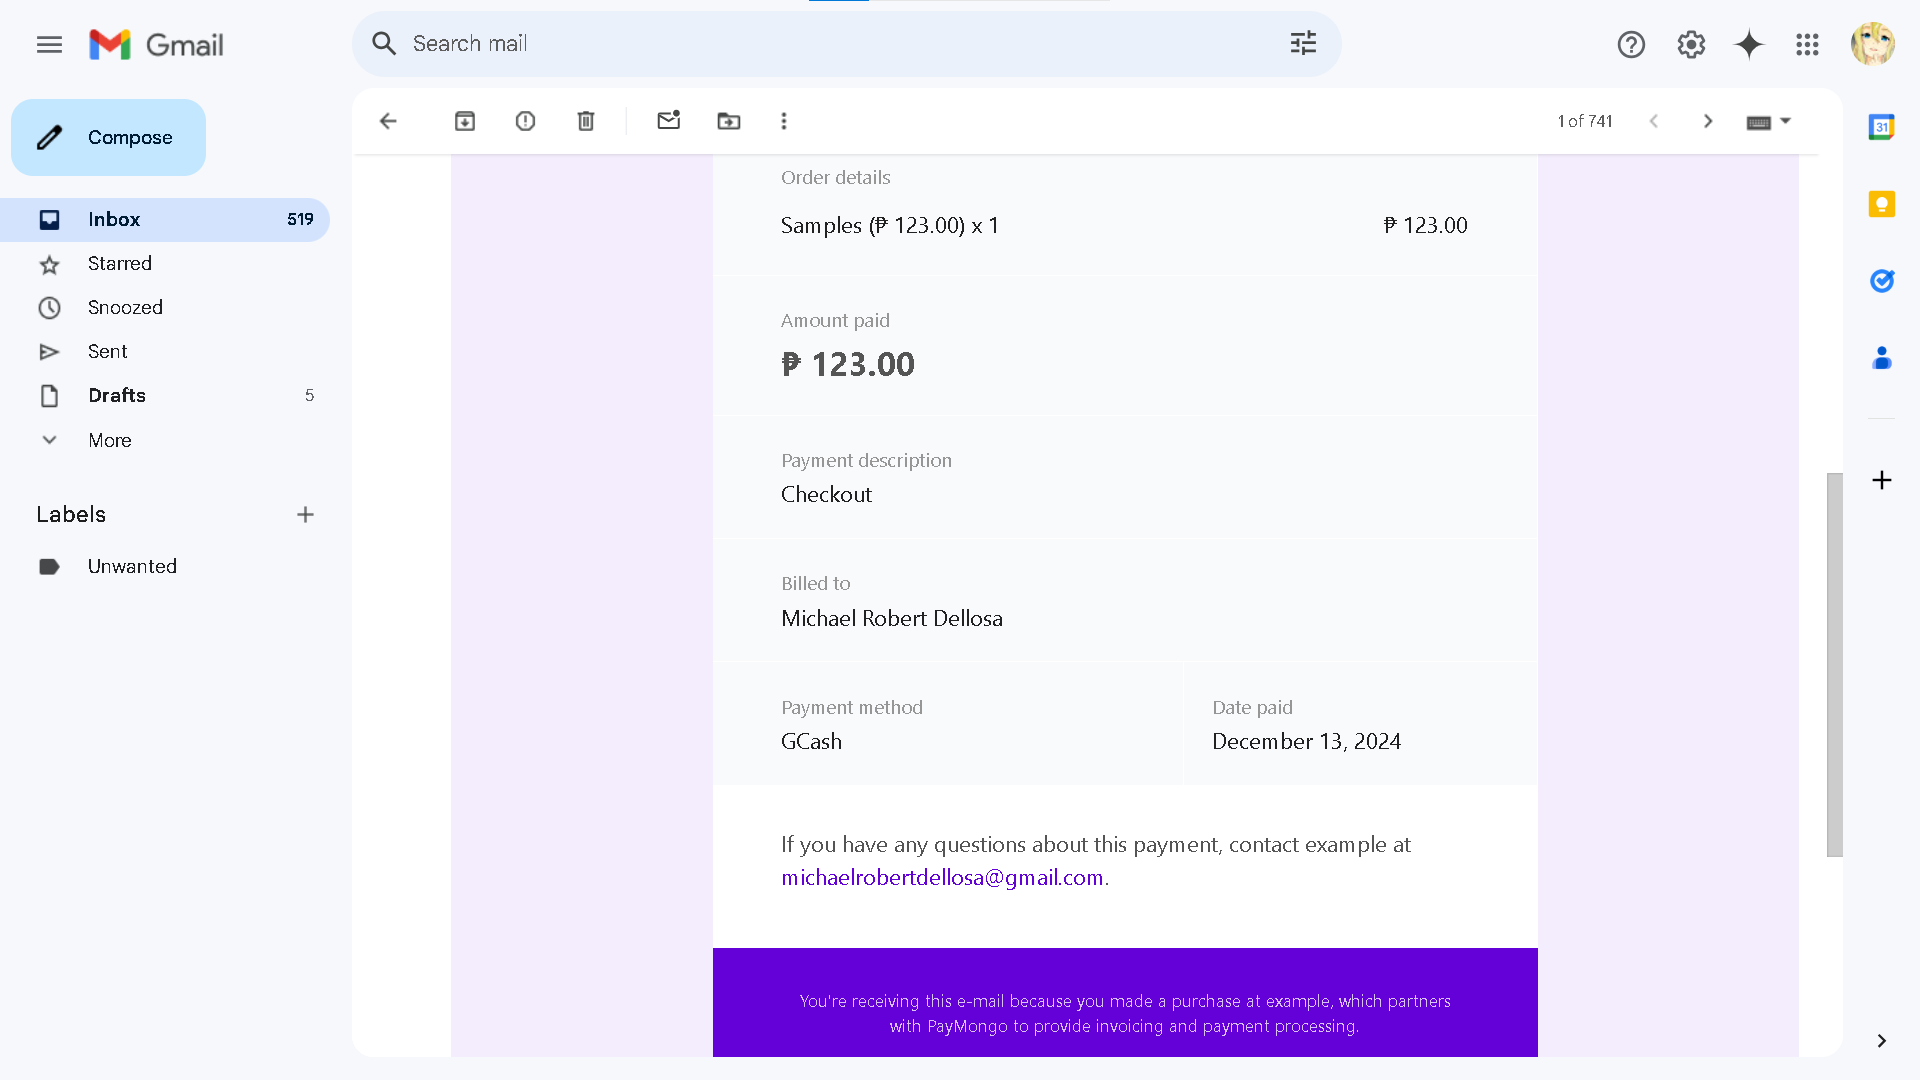 Gmail
Search mail
Compose
1 of 741
31
Inbox 519
Starred
Snoozed
Sent
Drafts 5
More
Labels
Unwanted
Order details
Samples (₱ 123.00) x 1 ₱ 123.00
Amount paid
₱ 123.00
Payment description
Checkout
Billed to
Michael Robert Dellosa
Payment method
GCash
Date paid
December 13, 2024
If you have any questions about this payment, contact example at
michaelrobertdellosa@gmail.com.
You're receiving this e-mail because you made a purchase at example, which partners
with PayMongo to provide invoicing and payment processing.